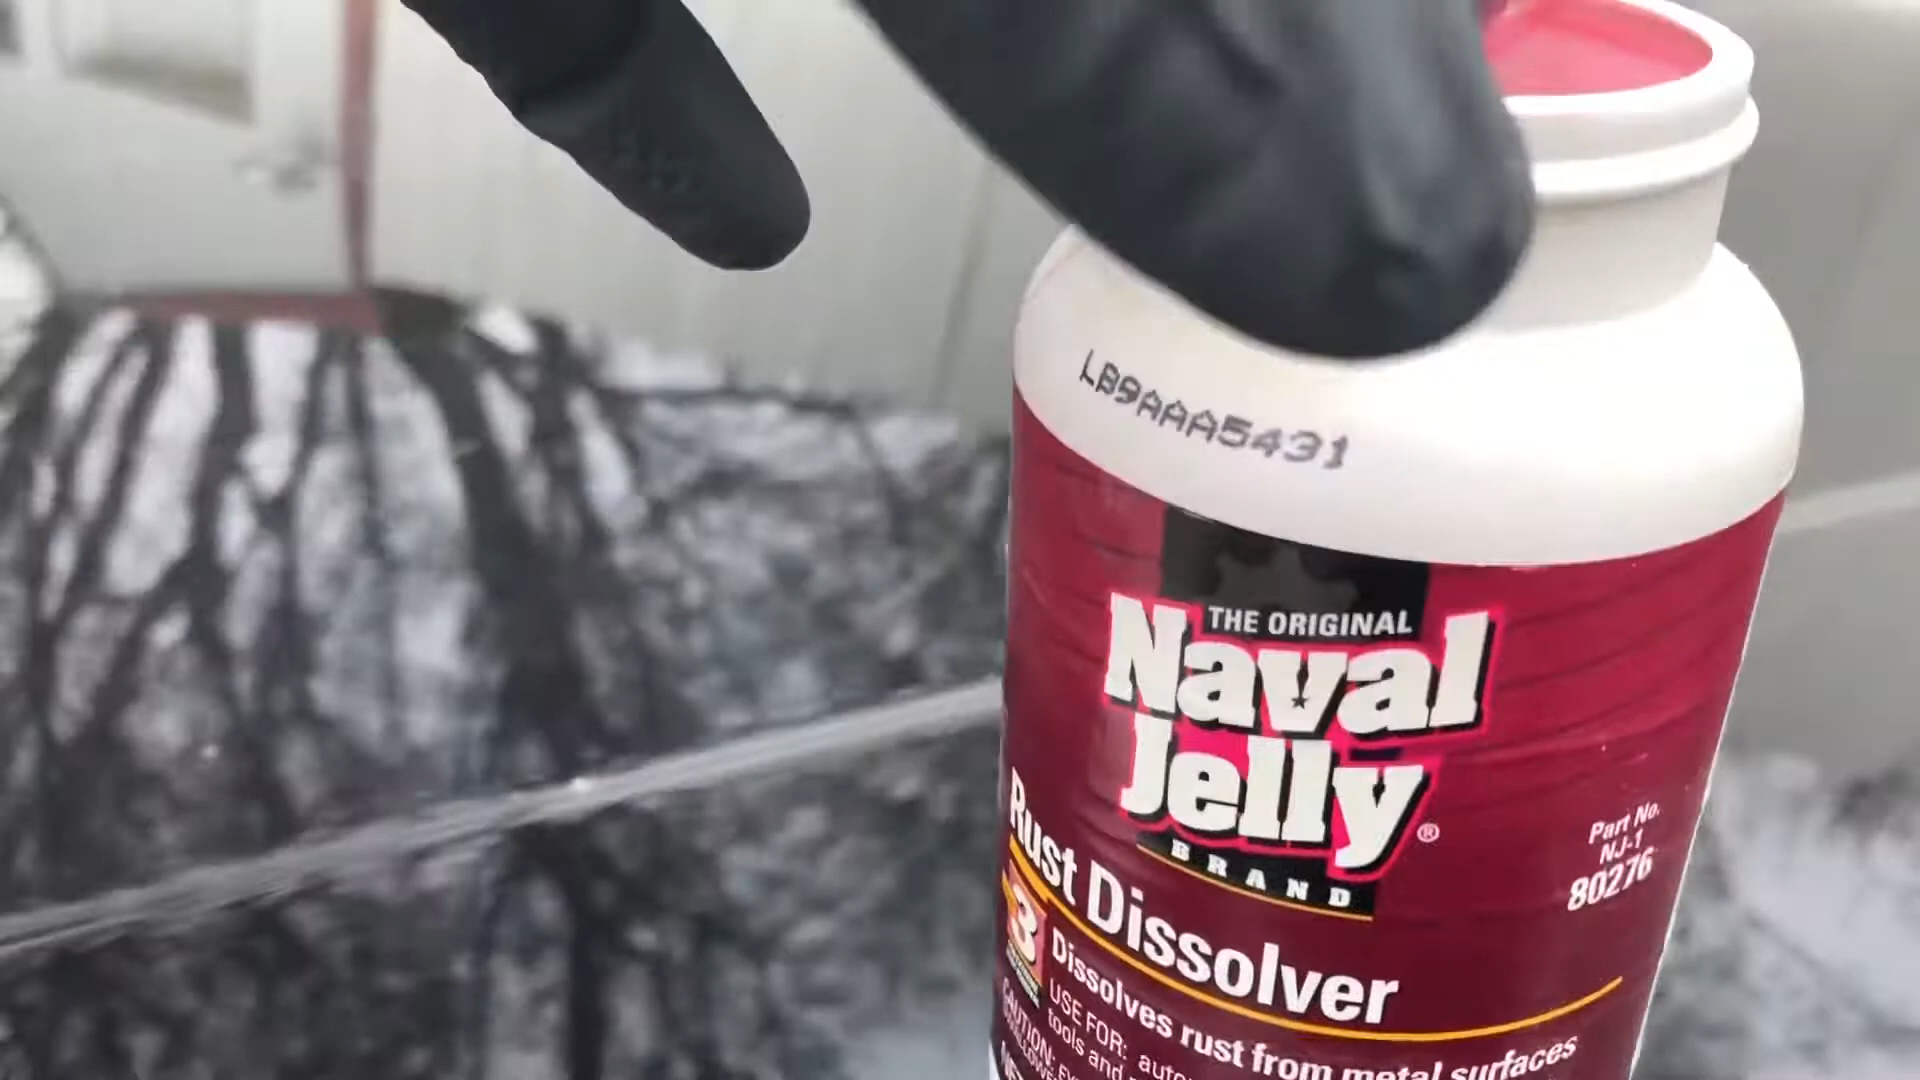 LB9AAA5431
THE ORIGINAL
Naval
Jelly®
BRAND
Part No.
NJ-1
80276
Rust Dissolver
3
Dissolves rust from metal surfaces
USE FOR: auto
tools and
CAUTION: